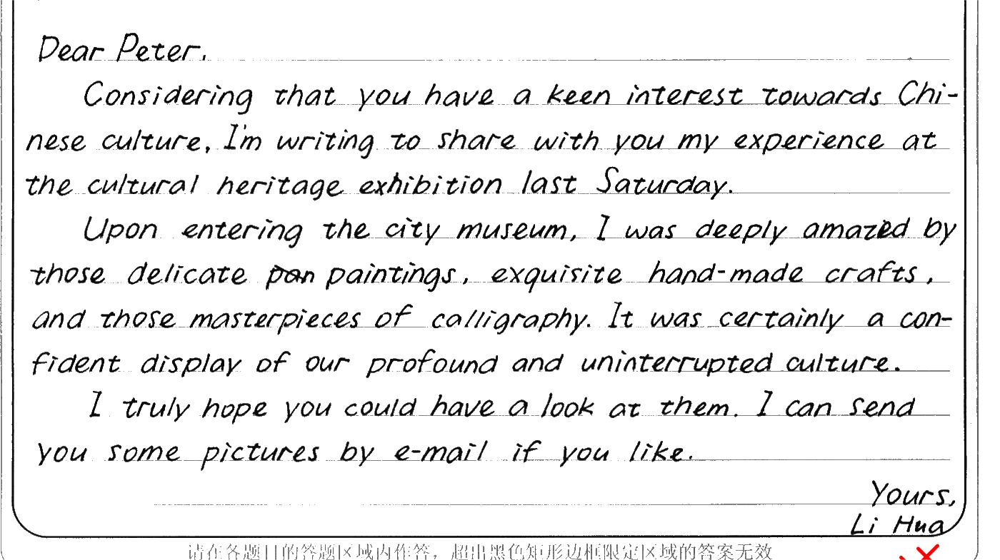 Dear Peter.
Considering that you have a keen interest towards Chi-
nese culture, I'm writing to share with you my experience at
the cultural heritage exhibition last Saturday.
Upon entering the city museum, I was deeply amazed by
those delicate pan paintings, exquisite hand-made crafts,
and those masterpieces of calligraphy. It was certainly a con-
fident display of our profound and uninterrupted culture.
I truly hope you could have a look at them. I can send
you some pictures by e-mail if you like.
Yours,
Li Hua
请在各题目的答题区域内作答，超出黑色矩形边框限定区域的答案无效